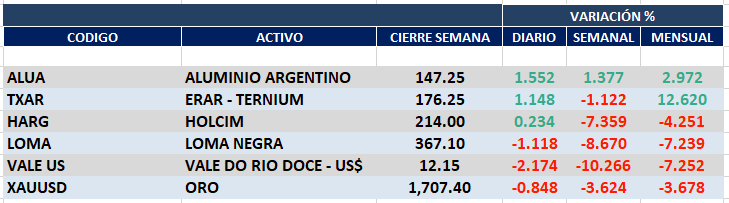 VARIACIÓN %
CODIGO ACTIVO CIERRE SEMANA DIARIO SEMANAL MENSUAL
ALUA ALUMINIO ARGENTINO 147.25 1.552 1.377 2.972
TXAR ERAR - TERNIUM 176.25 1.148 -1.122 12.620
HARG HOLCIM 214.00 0.234 -7.359 -4.251
LOMA LOMA NEGRA 367.10 -1.118 -8.670 -7.239
VALE US VALE DO RIO DOCE - US$ 12.15 -2.174 -10.266 -7.252
XAUUSD ORO 1,707.40 -0.848 -3.624 -3.678